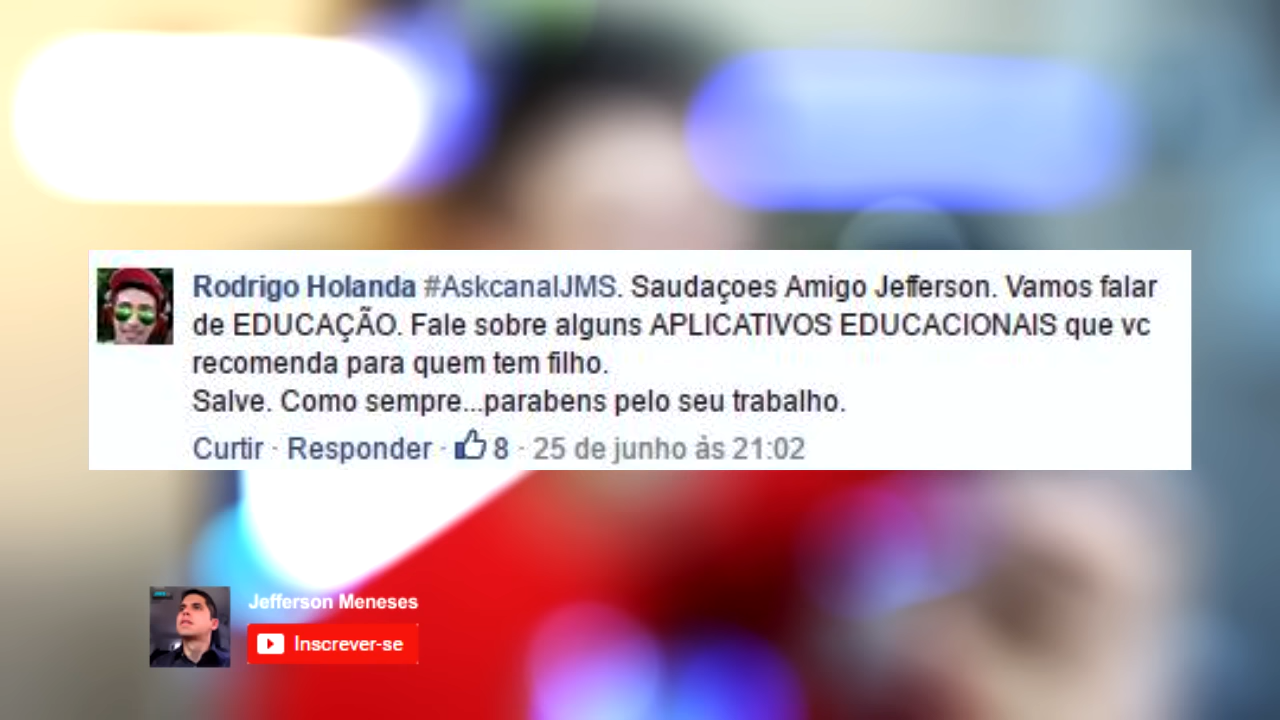 Rodrigo Holanda #AskcanalJMS. Saudaçoes Amigo Jefferson. Vamos falar
de EDUCAÇÃO. Fale sobre alguns APLICATIVOS EDUCACIONAIS que vc
recomenda para quem tem filho.
Salve. Como sempre...parabens pelo seu trabalho.
Curtir · Responder · 8 · 25 de junho às 21:02
Jefferson Meneses
Inscrever-se